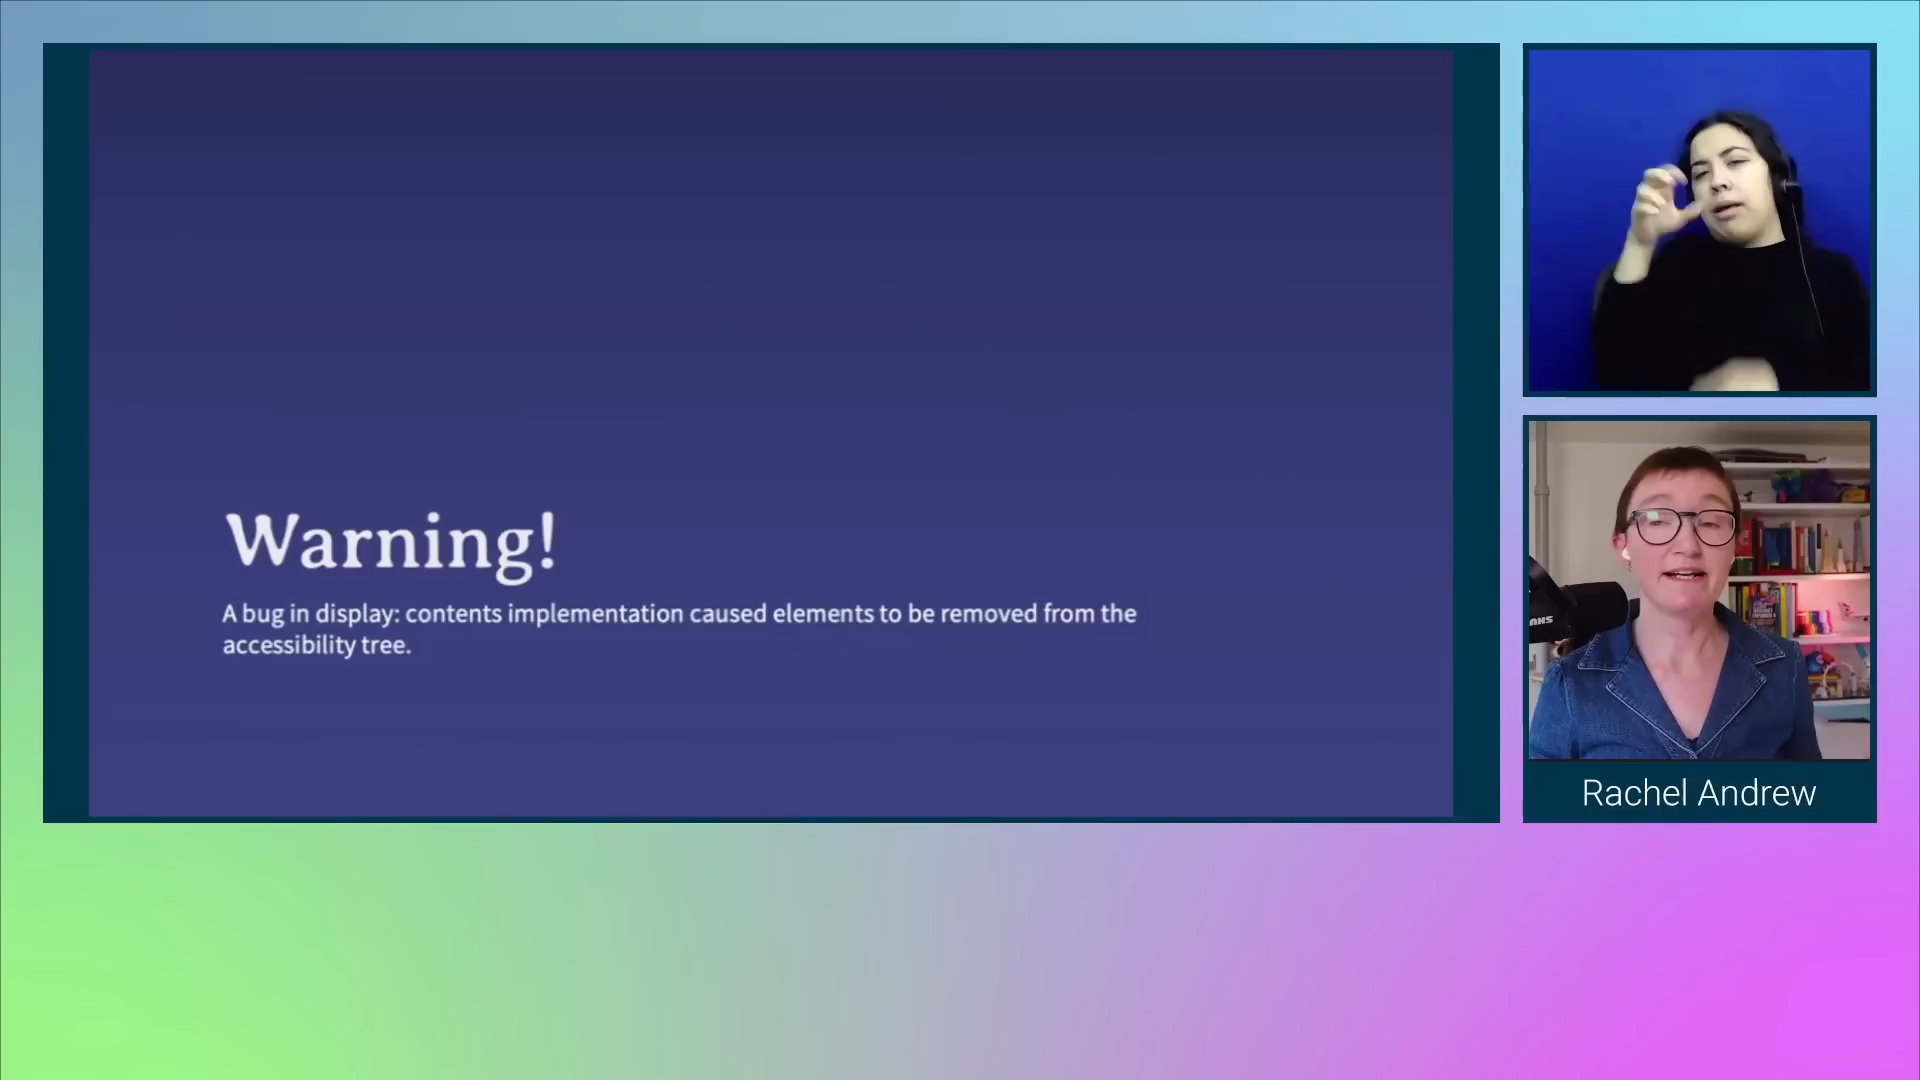 Warning!
A bug in display: contents implementation caused elements to be removed from the
accessibility tree.
Rachel Andrew